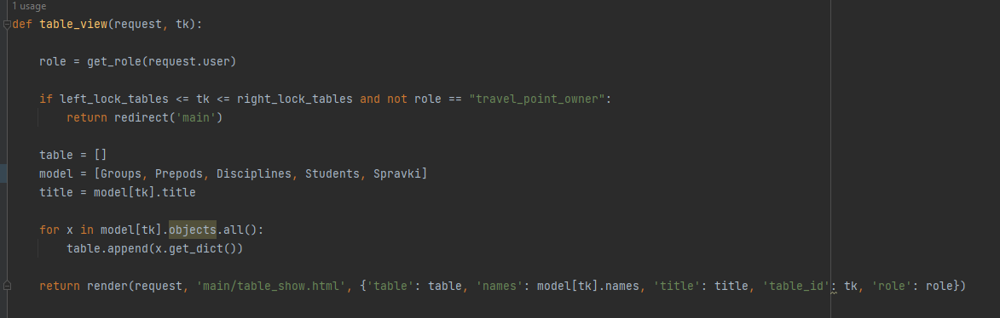 1 usage
def table_view(request, tk):
role = get_role(request.user)
if left_lock_tables <= tk <= right_lock_tables and not role == "travel_point_owner":
return redirect('main')
table = []
model = [Groups, Prepods, Disciplines, Students, Spravki]
title = model[tk].title
for x in model[tk].objects.all():
table.append(x.get_dict())
return render(request, 'main/table_show.html', {'table': table, 'names': model[tk].names, 'title': title, 'table_id': tk, 'role': role})